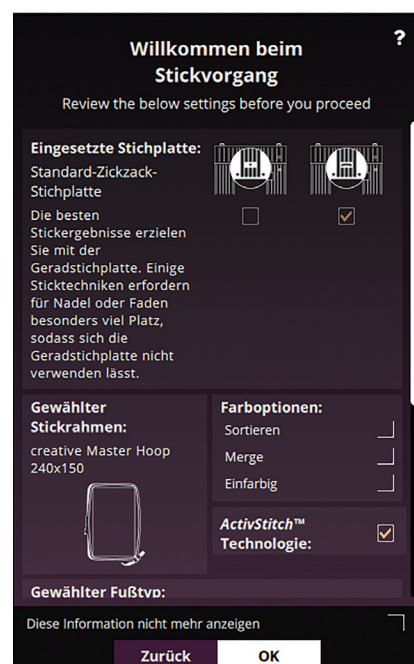 ?
Willkommen beim
Stickvorgang
Review the below settings before you proceed
Eingesetzte Stichplatte:
Standard-Zickzack-
Stichplatte
Die besten
Stickergebnisse erzielen
Sie mit der
Geradstichplatte. Einige
Sticktechniken erfordern
für Nadel oder Faden
besonders viel Platz,
sodass sich die
Geradstichplatte nicht
verwenden lässt.
Gewählter
Stickrahmen:
creative Master Hoop
240x150
Farboptionen:
Sortieren
Merge
Einfarbig
ActivStitch™
Technologie:
Gewählter Fußtyp:
Diese Information nicht mehr anzeigen
Zurück
OK